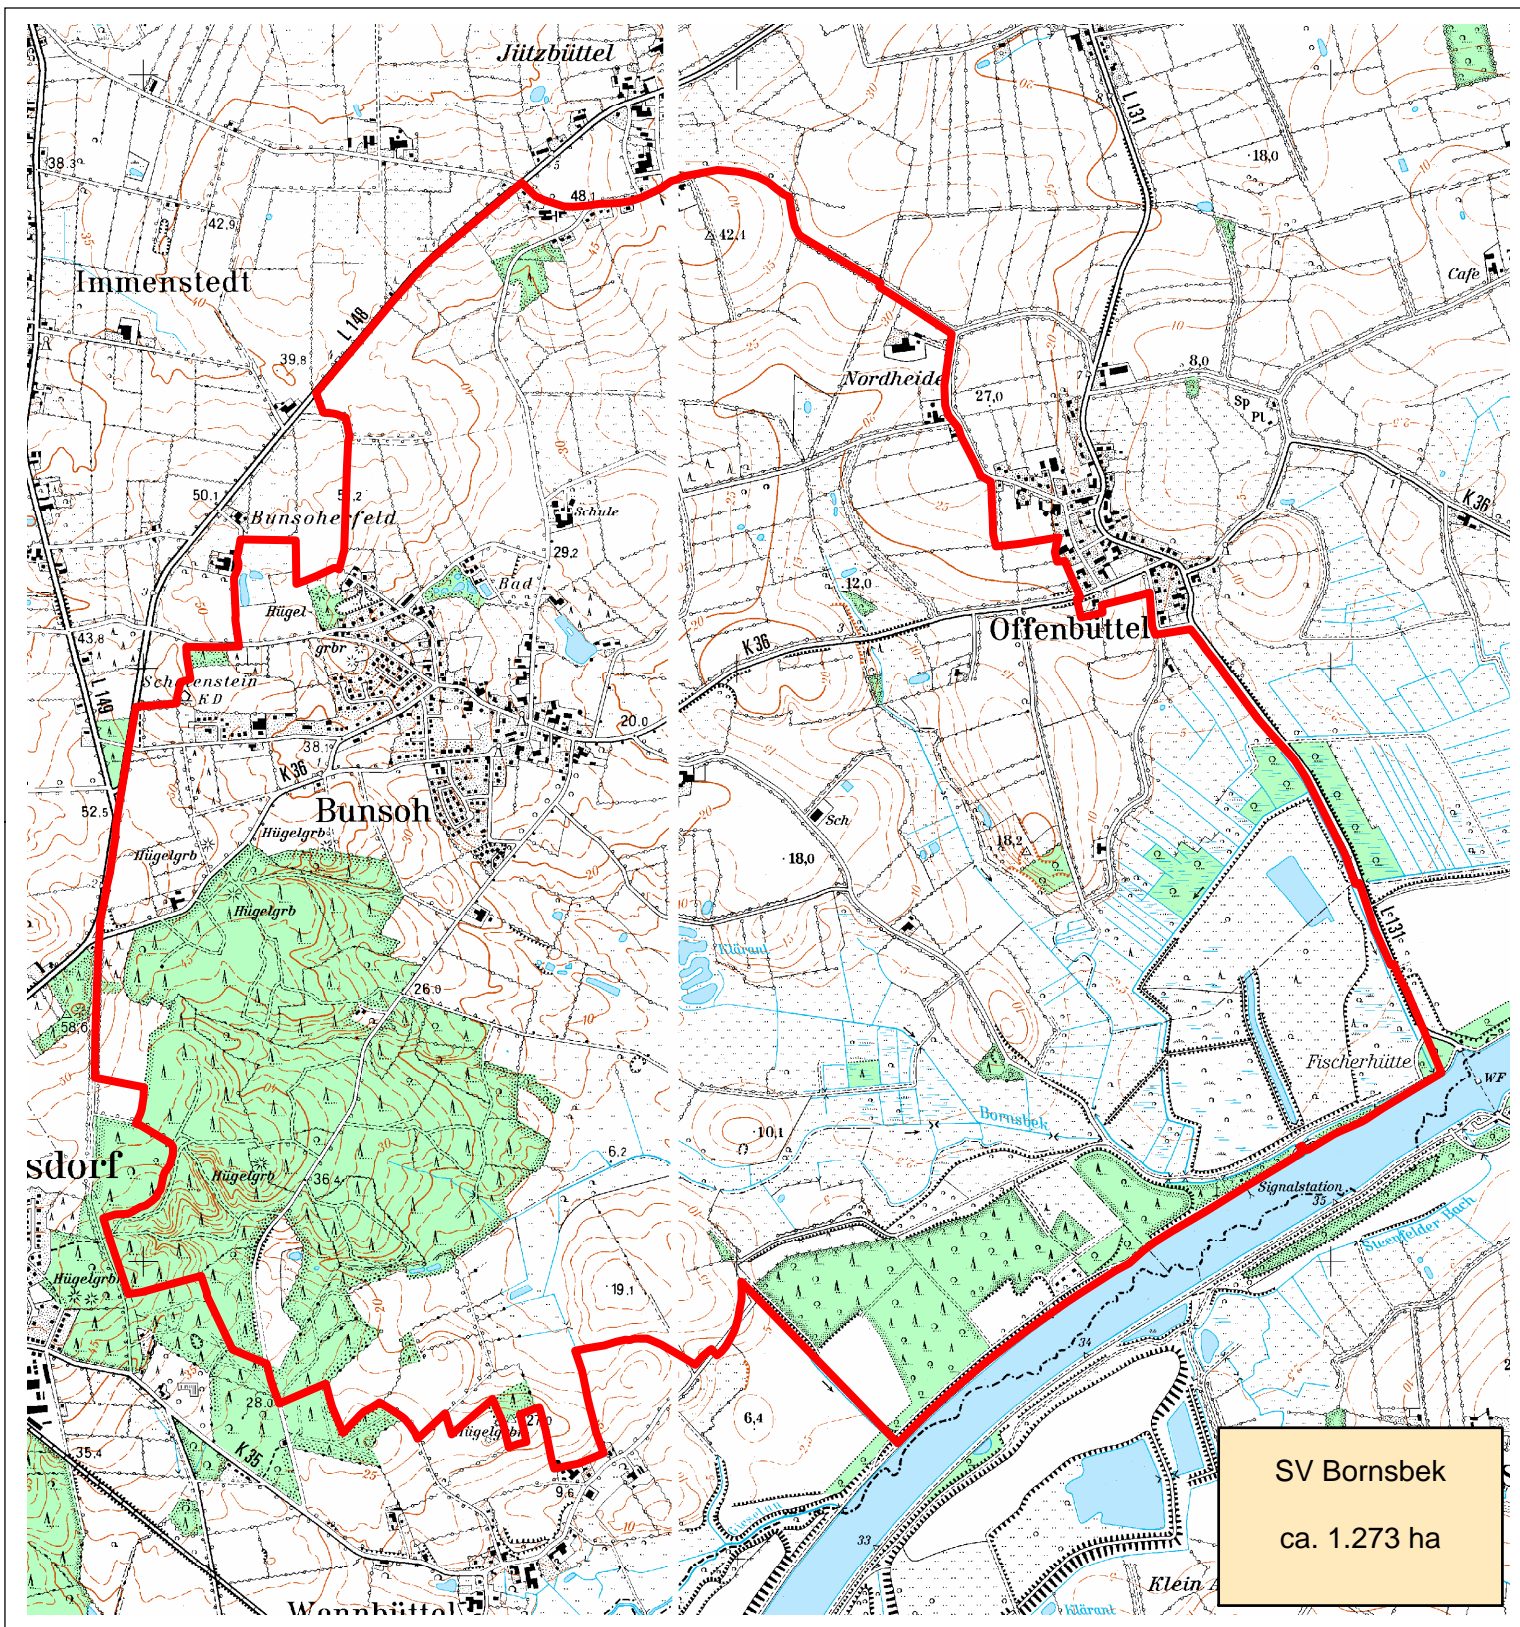 Jützbüttel
L 131
38.3
18,0
48,1
42.9
42,1
Immenstedt
Cafe
L 148
39.8
8,0
Nordheide
27,0
Sp
Pl
50,1
Bunsoherfeld
K 36
Schule
29,2
Bad
12,0
Hügel
grbr
43,8
Offenbüttel
K 36
L 149
K D
20.0
38,1
K 36
52,5
Bunsoh
Sch
Hügelgrb
Hügelgrb
18,0
18,2
Hügelgrb
L 131
Klärant
26,0
58,6
Fischerhütte
WF
Bornsbek
10,1
6,2
sdorf
Hügelgrb
36,4
Signalstation
35
Steenfelder Bach
Hügelgrb
19,1
34
28,0
6,4
35,4
K 35
9,6
33
SV Bornsbek
ca. 1.273 ha
Klein
Wennbüttel
Klärant